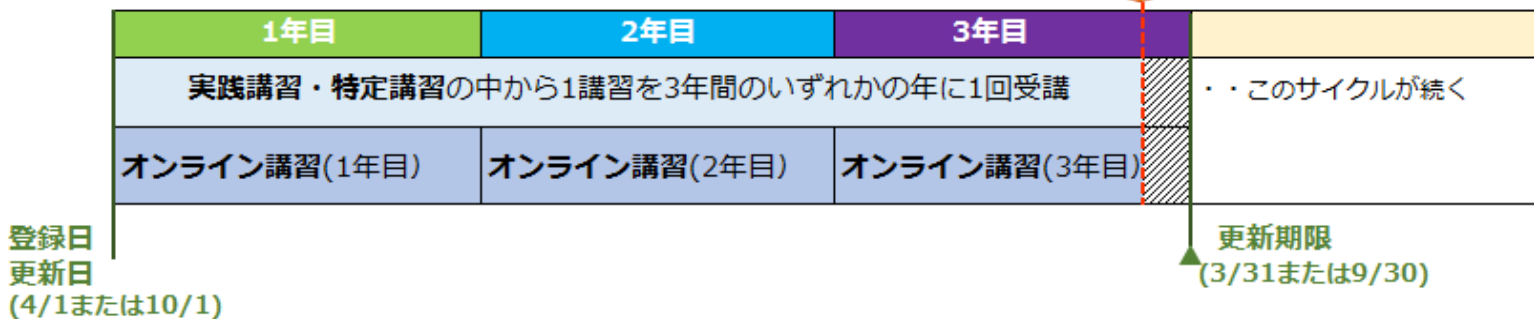 1年目 2年目 3年目
実践講習・特定講習の中から1講習を3年間のいずれかの年に1回受講 ・・このサイクルが続く
オンライン講習(1年目) オンライン講習(2年目) オンライン講習(3年目)
登録日
更新日
(4/1または10/1)
更新期限
(3/31または9/30)